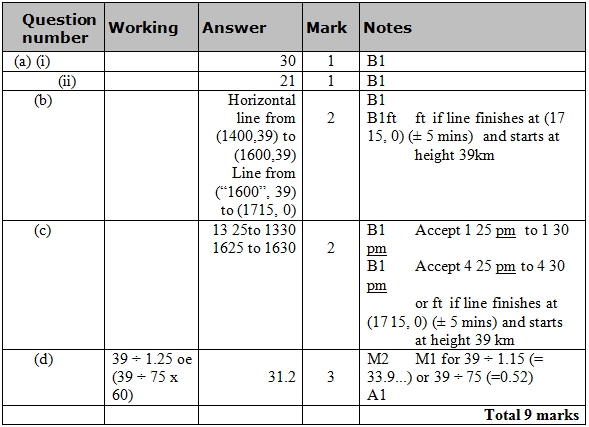 Question number Working Answer Mark Notes
(a) (i) 30 1 B1
(ii) 21 1 B1
(b) Horizontal line from (1400,39) to (1600,39) Line from (“1600”, 39) to (1715, 0) 2 B1
B1ft ft if line finishes at (17 15, 0) (± 5 mins) and starts at height 39km
(c) 13 25to 1330
1625 to 1630 2 B1 Accept 1 25 pm to 1 30 pm
B1 Accept 4 25 pm to 4 30 pm
or ft if line finishes at (17 15, 0) (± 5 mins) and starts at height 39 km
(d) 39 ÷ 1.25 oe (39 ÷ 75 x 60) 31.2 3 M2 M1 for 39 ÷ 1.15 (= 33.9...) or 39 ÷ 75 (=0.52)
A1
Total 9 marks